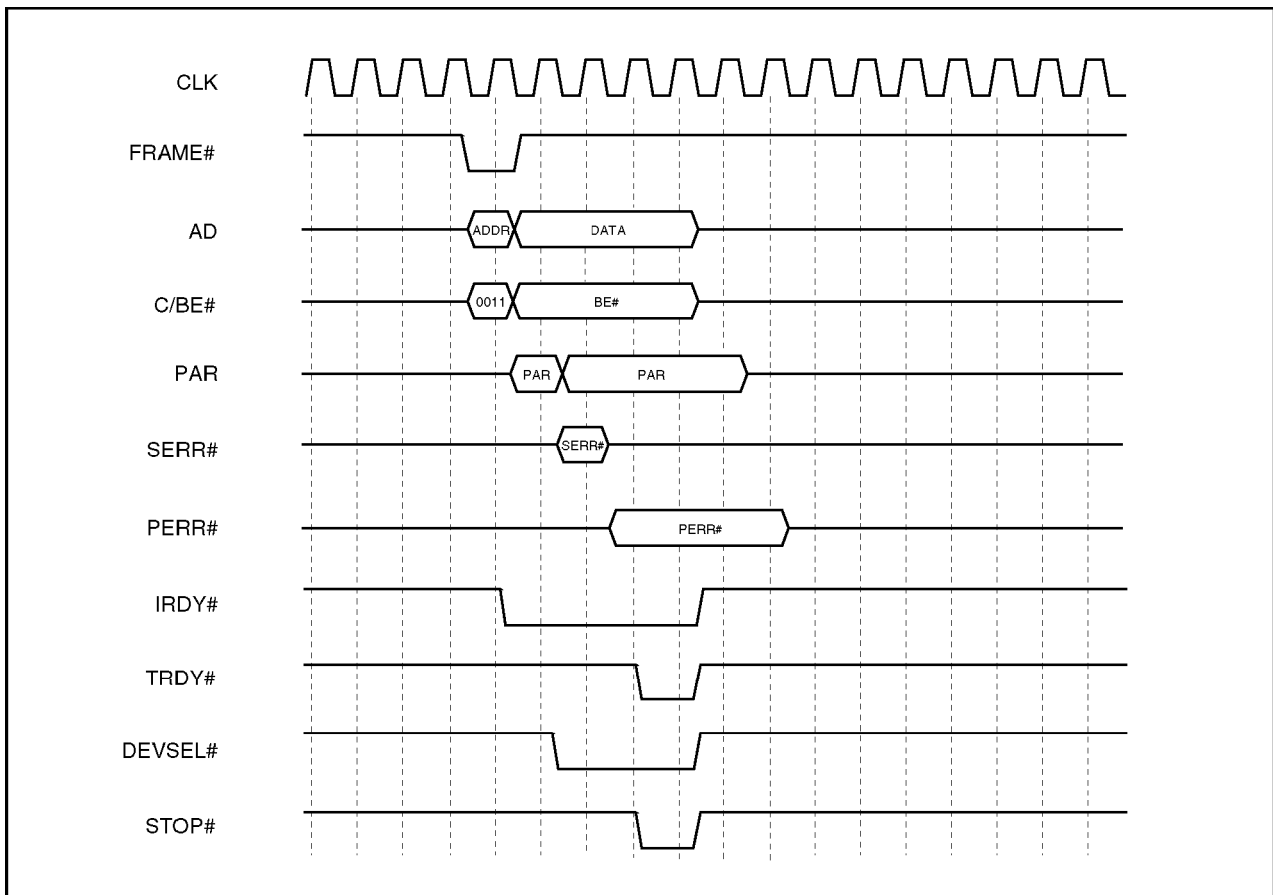 CLK
FRAME#
AD
ADDR DATA
C/BE#
0011 BE#
PAR
PAR PAR
SERR#
SERR#
PERR#
PERR#
IRDY#
TRDY#
DEVSEL#
STOP#